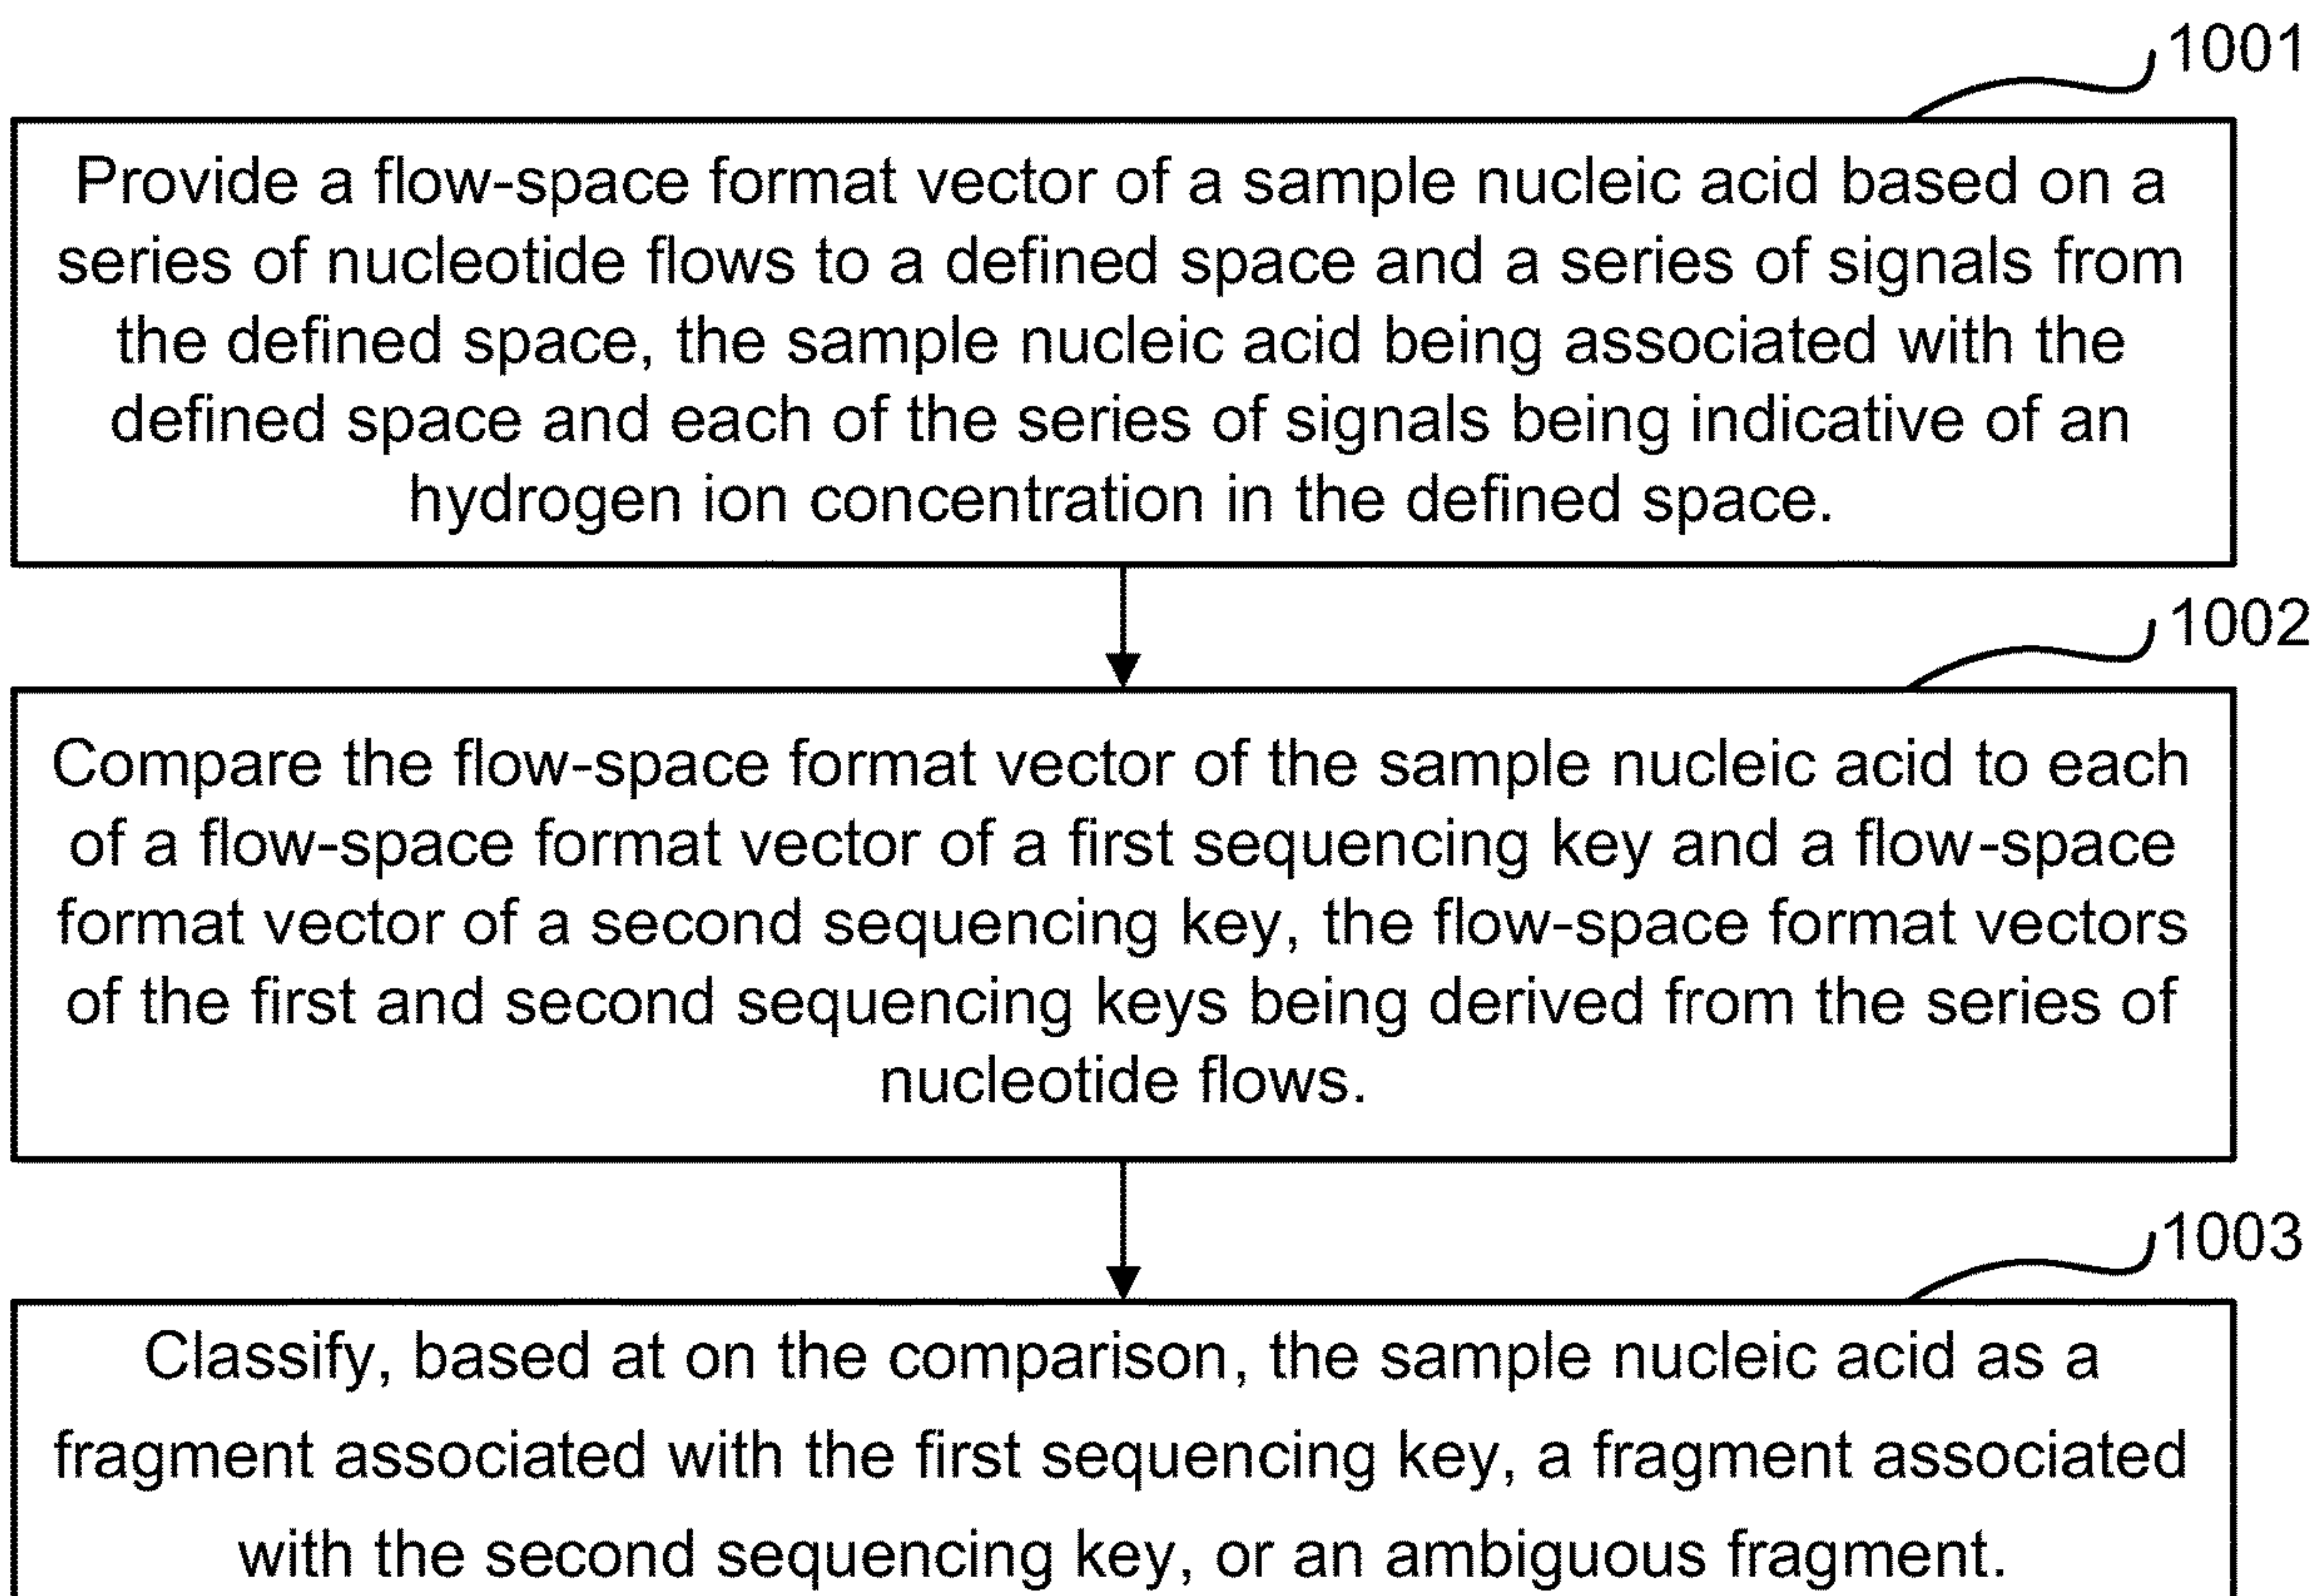 1001
Provide a flow-space format vector of a sample nucleic acid based on a
series of nucleotide flows to a defined space and a series of signals from
the defined space, the sample nucleic acid being associated with the
defined space and each of the series of signals being indicative of an
hydrogen ion concentration in the defined space.
1002
Compare the flow-space format vector of the sample nucleic acid to each
of a flow-space format vector of a first sequencing key and a flow-space
format vector of a second sequencing key, the flow-space format vectors
of the first and second sequencing keys being derived from the series of
nucleotide flows.
1003
Classify, based at on the comparison, the sample nucleic acid as a
fragment associated with the first sequencing key, a fragment associated
with the second sequencing key, or an ambiguous fragment.